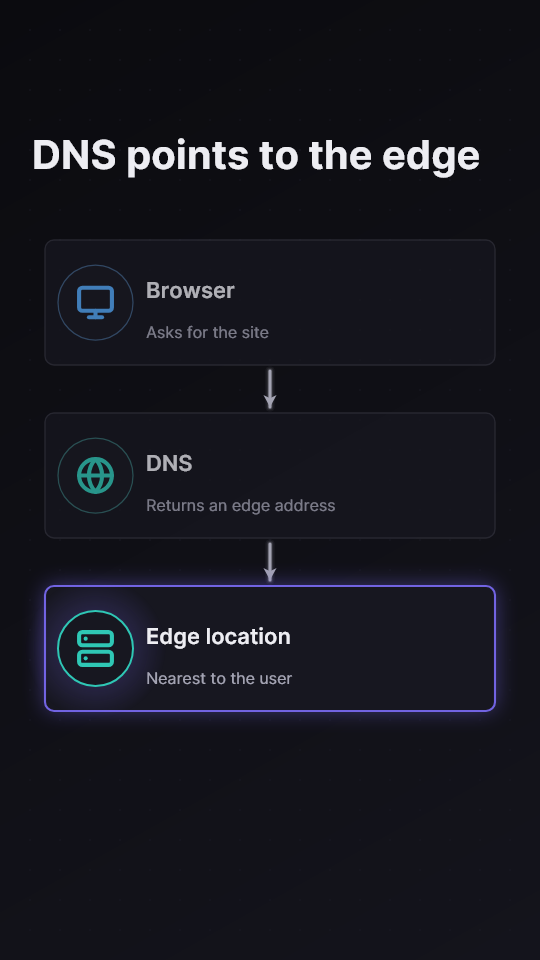 DNS points to the edge
Browser
Asks for the site
DNS
Returns an edge address
Edge location
Nearest to the user